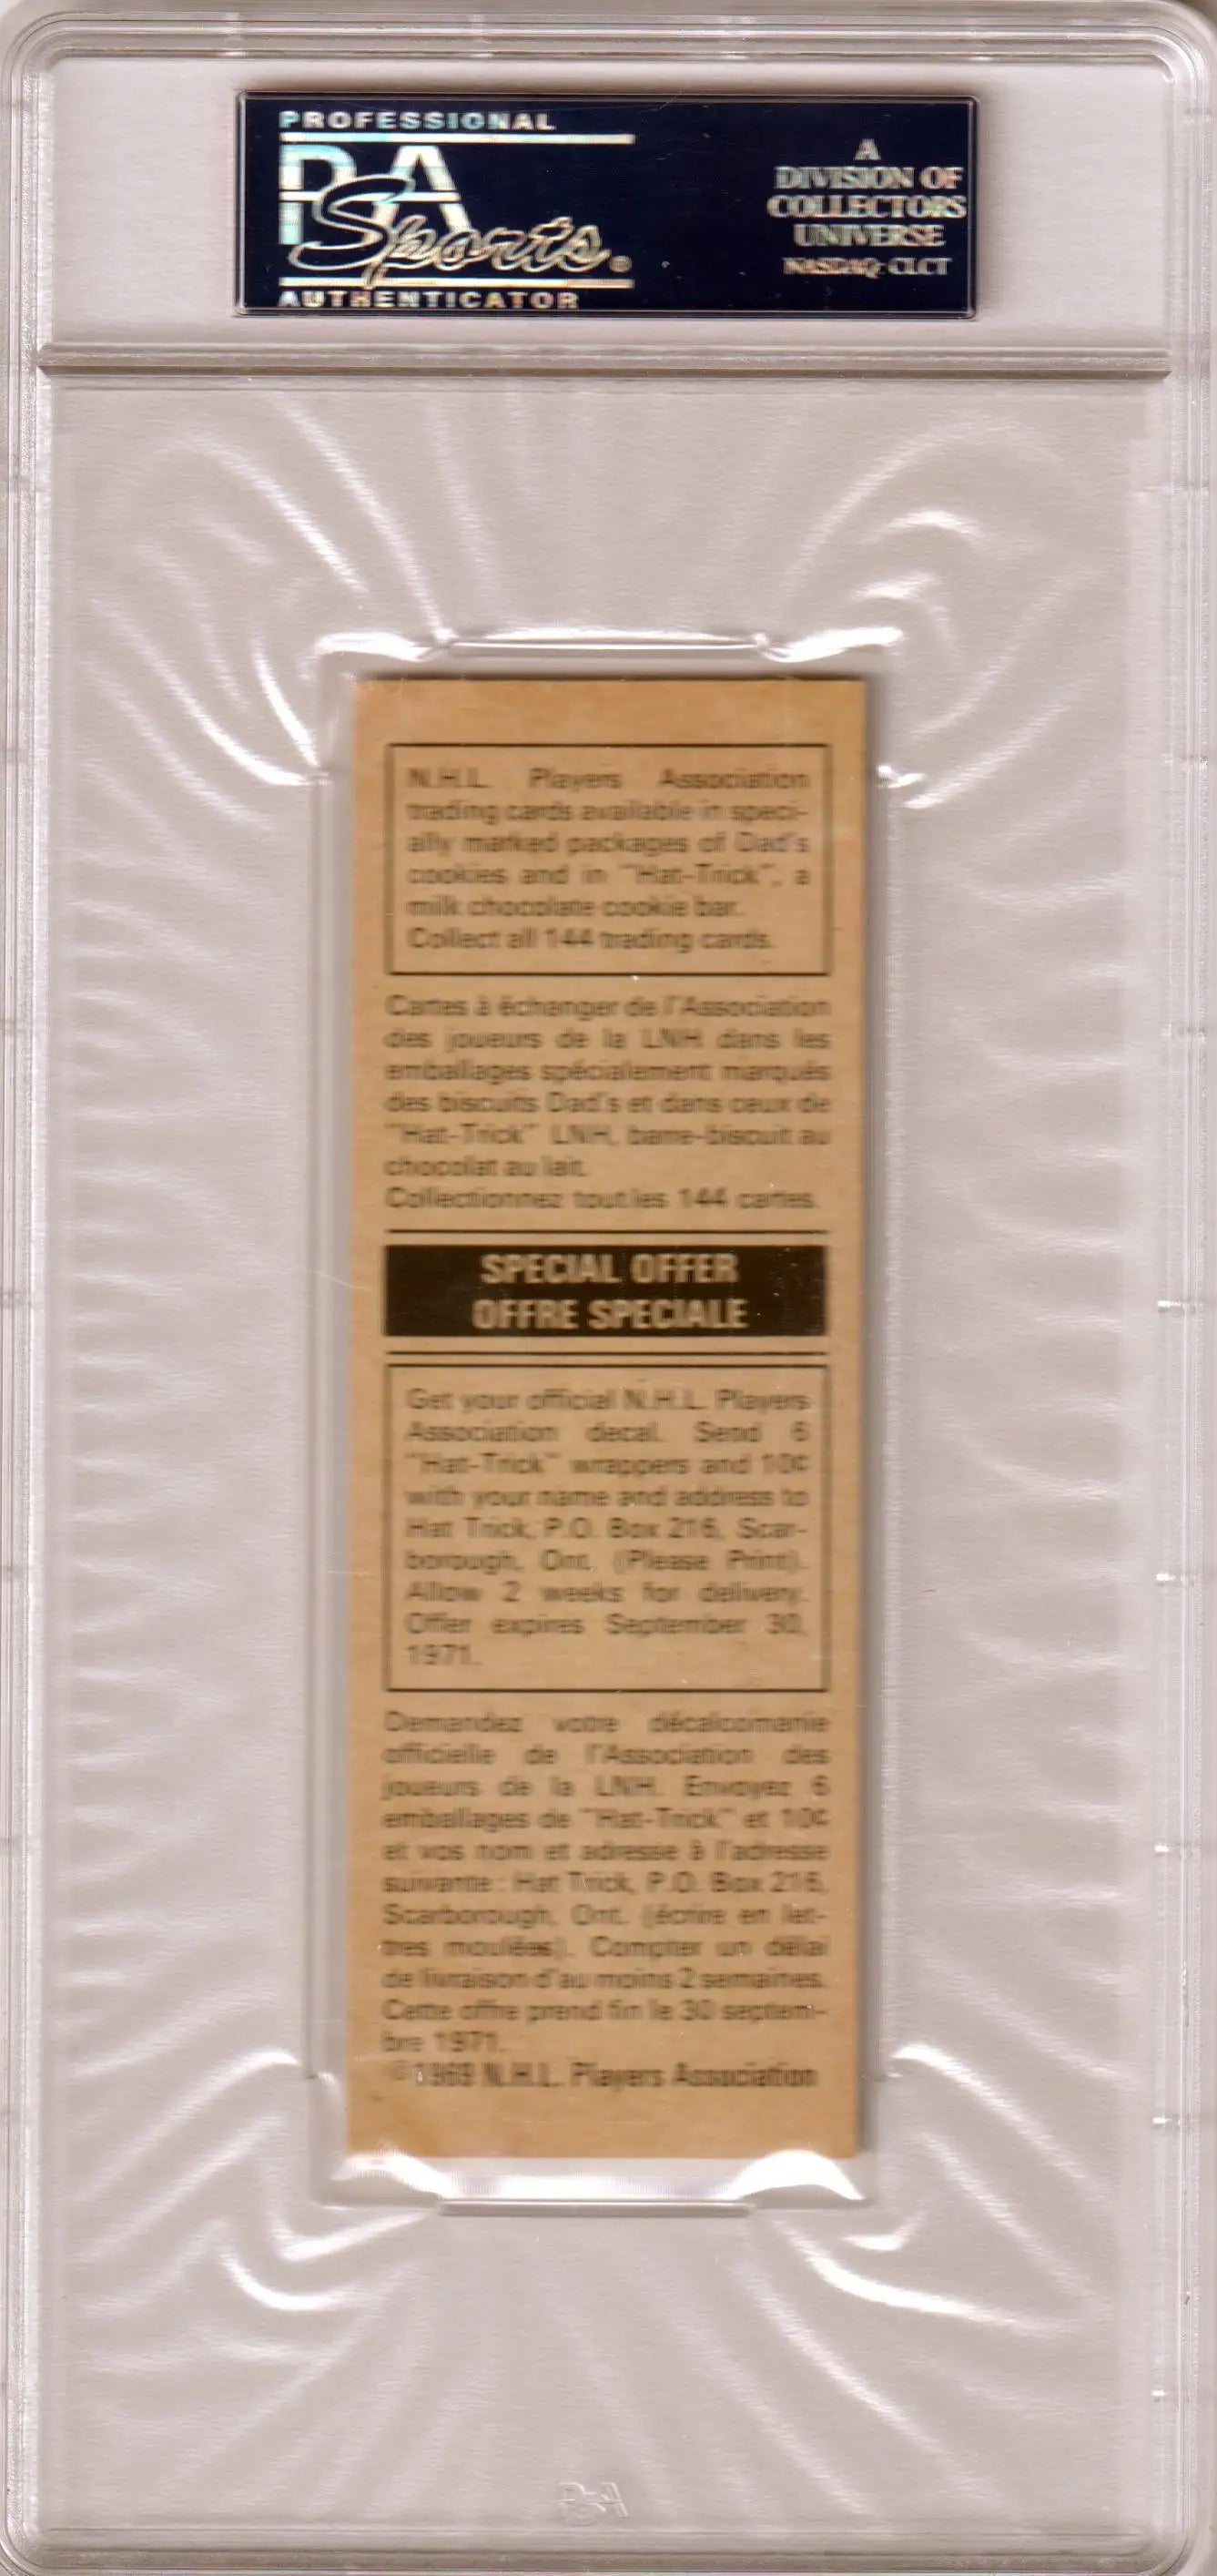 PROFESSIONAL
PSA
Sports®
AUTHENTICATOR
A
DIVISION OF
COLLECTORS
UNIVERSE
NASDAQ: CLCT
N.H.L. Players Association
trading cards available in speci-
ally marked packages of Dad's
cookies and in "Hat-Trick", a
milk chocolate cookie bar.
Collect all 144 trading cards.
Cartes à échanger de l'Association
des joueurs de la LNH dans les
emballages spécialement marqués
des biscuits Dad's et dans ceux de
"Hat-Trick" LNH, barre-biscuit au
chocolat au lait.
Collectionnez tout les 144 cartes.
SPECIAL OFFER
OFFRE SPECIALE
Get your official N.H.L. Players
Association decal. Send 6
"Hat-Trick" wrappers and 10¢
with your name and address to
Hat Trick, P.O. Box 216, Scar-
borough, Ont. (Please Print).
Allow 2 weeks for delivery.
Offer expires September 30,
1971.
Demandez votre décalcomanie
officielle de l'Association des
joueurs de la LNH. Envoyez 6
emballages de "Hat-Trick" et 10¢
et vos nom et adresse à l'adresse
suivante: Hat Trick, P.O. Box 216,
Scarborough, Ont. (écrire en let-
tres moulées). Compter un délai
de livraison d'au moins 2 semaines.
Cette offre prend fin le 30 septem-
bre 1971.
©1969 N.H.L. Players Association
PSA